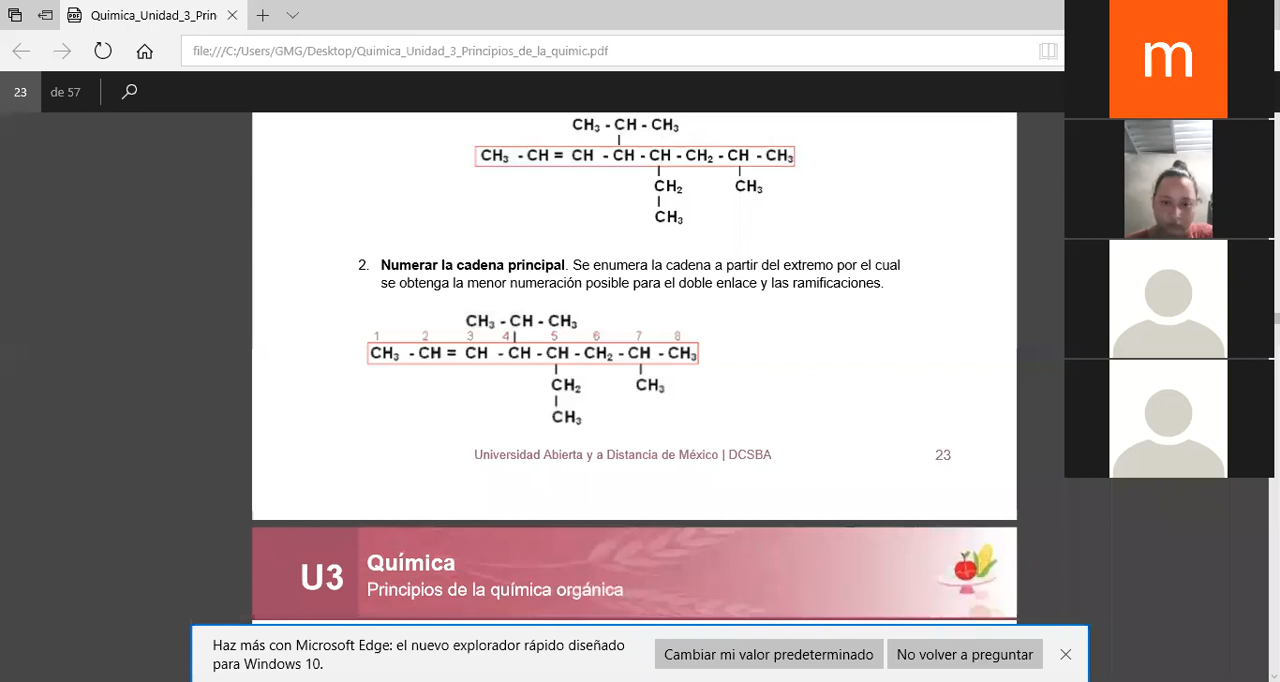 Quimica_Unidad_3_Prin
file:///C:/Users/GMG/Desktop/Quimica_Unidad_3_Principios_de_la_quimic.pdf
23 de 57
m
CH₃ - CH - CH₃
CH₃ - CH = CH - CH - CH - CH₂ - CH - CH₃
CH₂ CH₃
CH₃
2. Numerar la cadena principal. Se enumera la cadena a partir del extremo por el cual
se obtenga la menor numeración posible para el doble enlace y las ramificaciones.
CH₃ - CH - CH₃
1 2 3 4 5 6 7 8
CH₃ - CH = CH - CH - CH - CH₂ - CH - CH₃
CH₂ CH₃
CH₃
Universidad Abierta y a Distancia de México | DCSBA 23
U3
Química
Principios de la química orgánica
Haz más con Microsoft Edge: el nuevo explorador rápido diseñado
para Windows 10.
Cambiar mi valor predeterminado No volver a preguntar